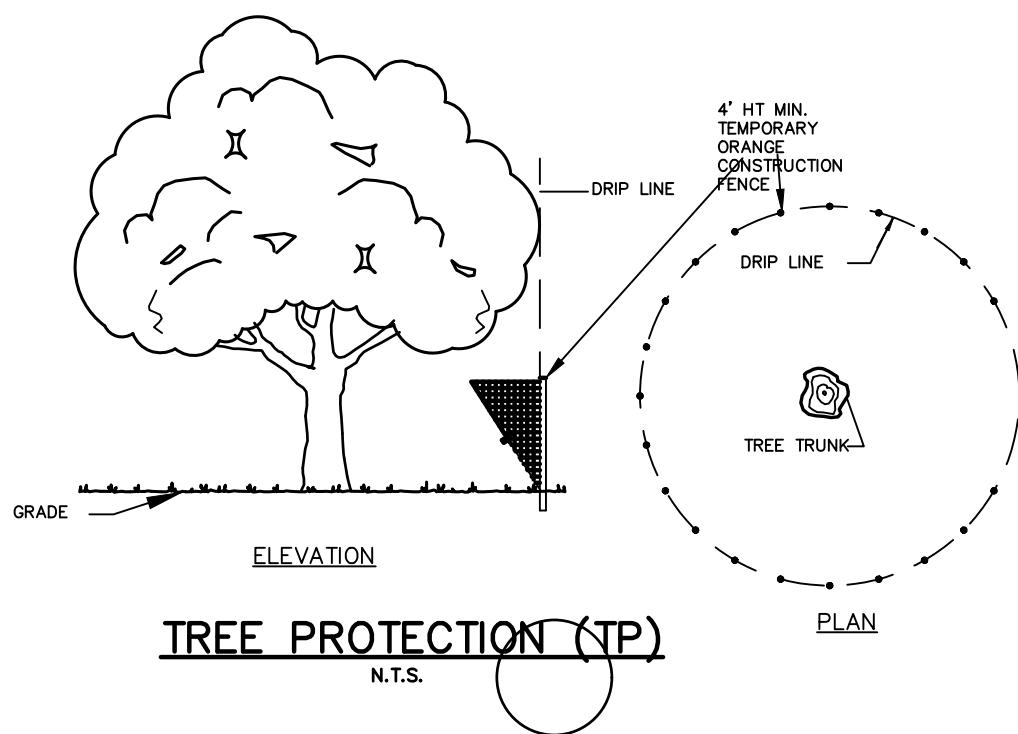 4' HT MIN.
TEMPORARY
ORANGE
CONSTRUCTION
FENCE
DRIP LINE
DRIP LINE
TREE TRUNK
GRADE
ELEVATION
PLAN
TREE PROTECTION (TP)
N.T.S.